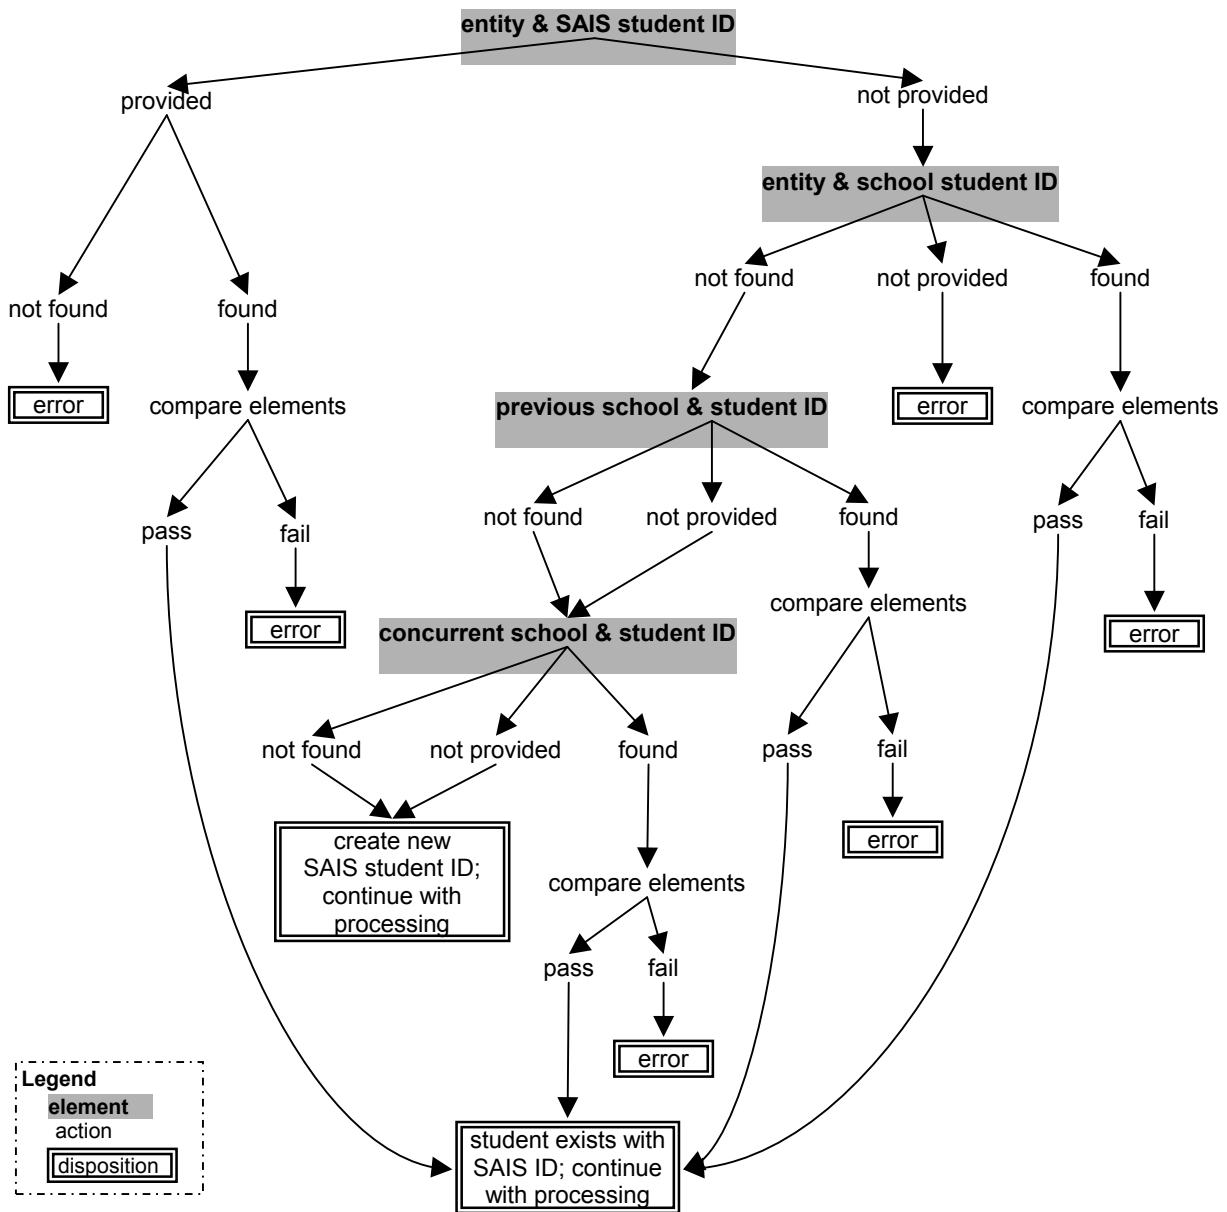 entity & SAIS student ID
provided
not provided
entity & school student ID
not found
not provided
found
not found
found
error
compare elements
previous school & student ID
error
compare elements
not found
not provided
found
pass
fail
pass
fail
compare elements
error
concurrent school & student ID
error
not found
not provided
found
pass
fail
create new
SAIS student ID;
continue with
processing
error
compare elements
pass
fail
error
Legend
element
action
disposition
student exists with
SAIS ID; continue
with processing